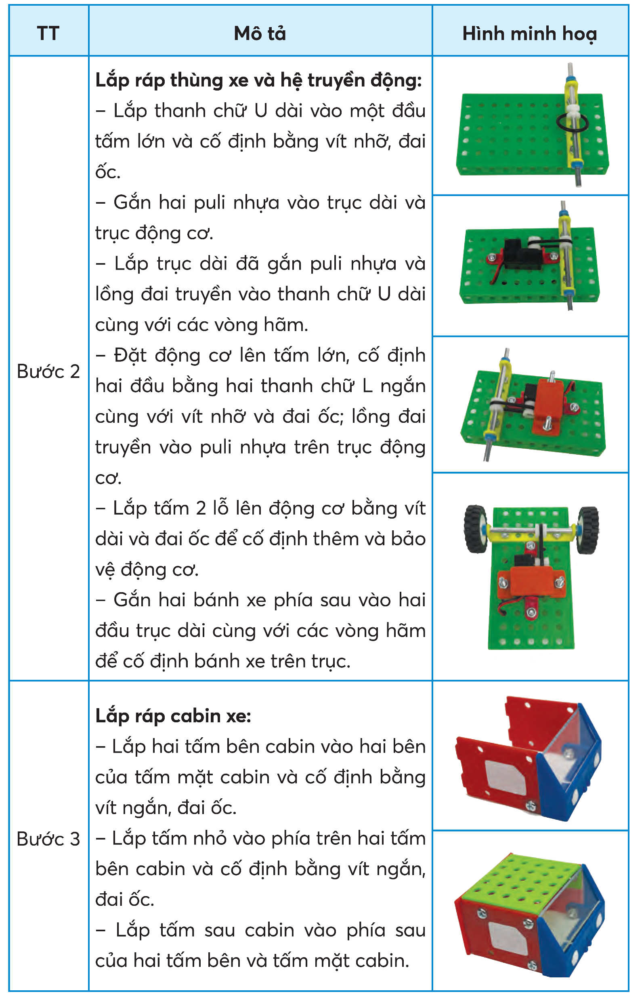 TT
Mô tả
Hình minh hoạ
Bước 2
Lắp ráp thùng xe và hệ truyền động:
– Lắp thanh chữ U dài vào một đầu
tấm lớn và cố định bằng vít nhỡ, đai
ốc.
– Gắn hai puli nhựa vào trục dài và
trục động cơ.
– Lắp trục dài đã gắn puli nhựa và
lồng đai truyền vào thanh chữ U dài
cùng với các vòng hãm.
– Đặt động cơ lên tấm lớn, cố định
hai đầu bằng hai thanh chữ L ngắn
cùng với vít nhỡ và đai ốc; lồng đai
truyền vào puli nhựa trên trục động
cơ.
– Lắp tấm 2 lỗ lên động cơ bằng vít
dài và đai ốc để cố định thêm và bảo
vệ động cơ.
– Gắn hai bánh xe phía sau vào hai
đầu trục dài cùng với các vòng hãm
để cố định bánh xe trên trục.
Bước 3
Lắp ráp cabin xe:
– Lắp hai tấm bên cabin vào hai bên
của tấm mặt cabin và cố định bằng
vít ngắn, đai ốc.
– Lắp tấm nhỏ vào phía trên hai tấm
bên cabin và cố định bằng vít ngắn,
đai ốc.
– Lắp tấm sau cabin vào phía sau
của hai tấm bên và tấm mặt cabin.